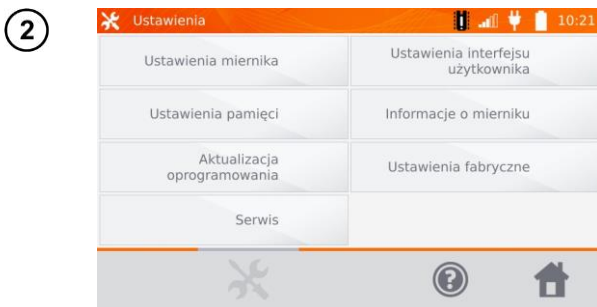 2
Ustawienia
10:21
Ustawienia miernika
Ustawienia interfejsu
użytkownika
Ustawienia pamięci
Informacje o mierniku
Aktualizacja
oprogramowania
Ustawienia fabryczne
Serwis
?